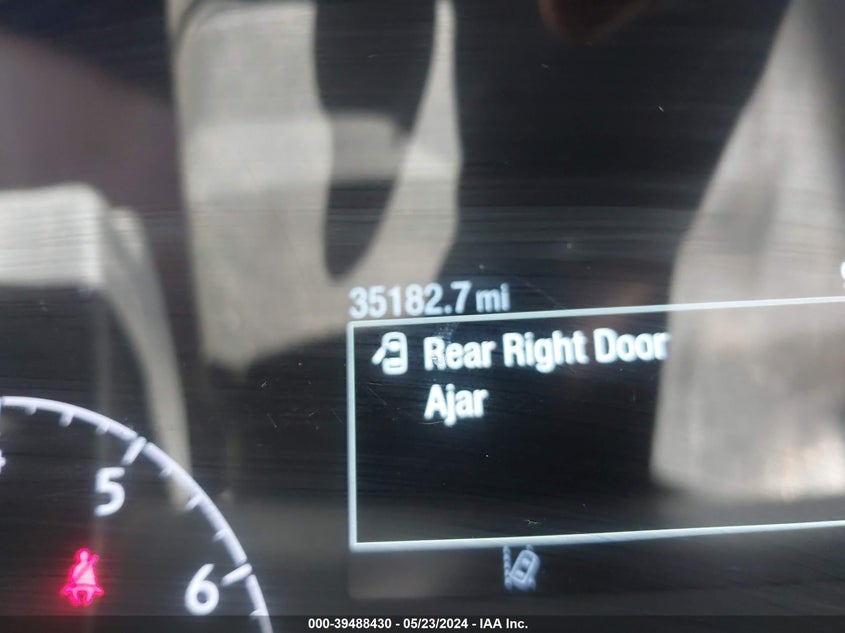 35182.7 mi
Rear Right Door
Ajar
5
6
000-39488430 - 05/23/2024 - IAA Inc.